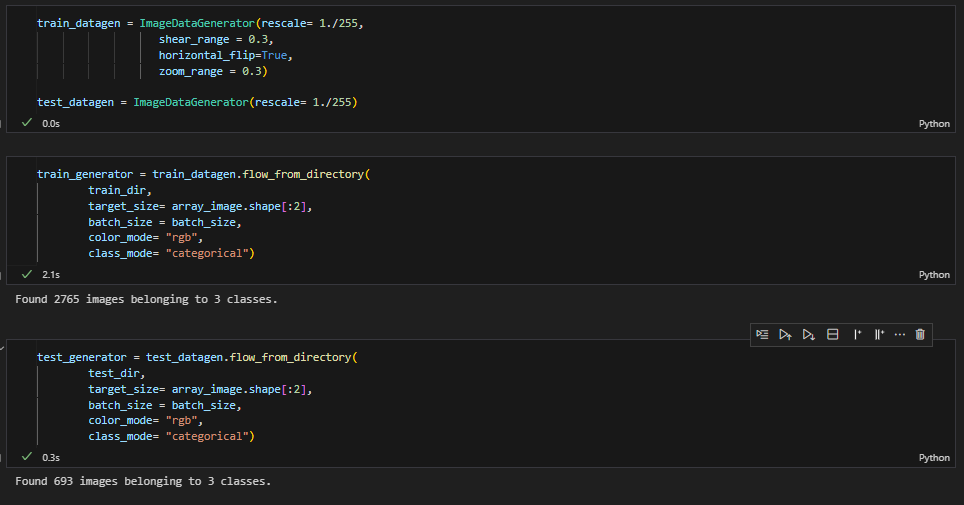 train_datagen = ImageDataGenerator(rescale= 1./255,
shear_range = 0.3,
horizontal_flip=True,
zoom_range = 0.3)
test_datagen = ImageDataGenerator(rescale= 1./255)
0.0s
Python
train_generator = train_datagen.flow_from_directory(
train_dir,
target_size= array_image.shape[:2],
batch_size = batch_size,
color_mode= "rgb",
class_mode= "categorical")
2.1s
Python
Found 2765 images belonging to 3 classes.
test_generator = test_datagen.flow_from_directory(
test_dir,
target_size= array_image.shape[:2],
batch_size = batch_size,
color_mode= "rgb",
class_mode= "categorical")
0.3s
Python
Found 693 images belonging to 3 classes.